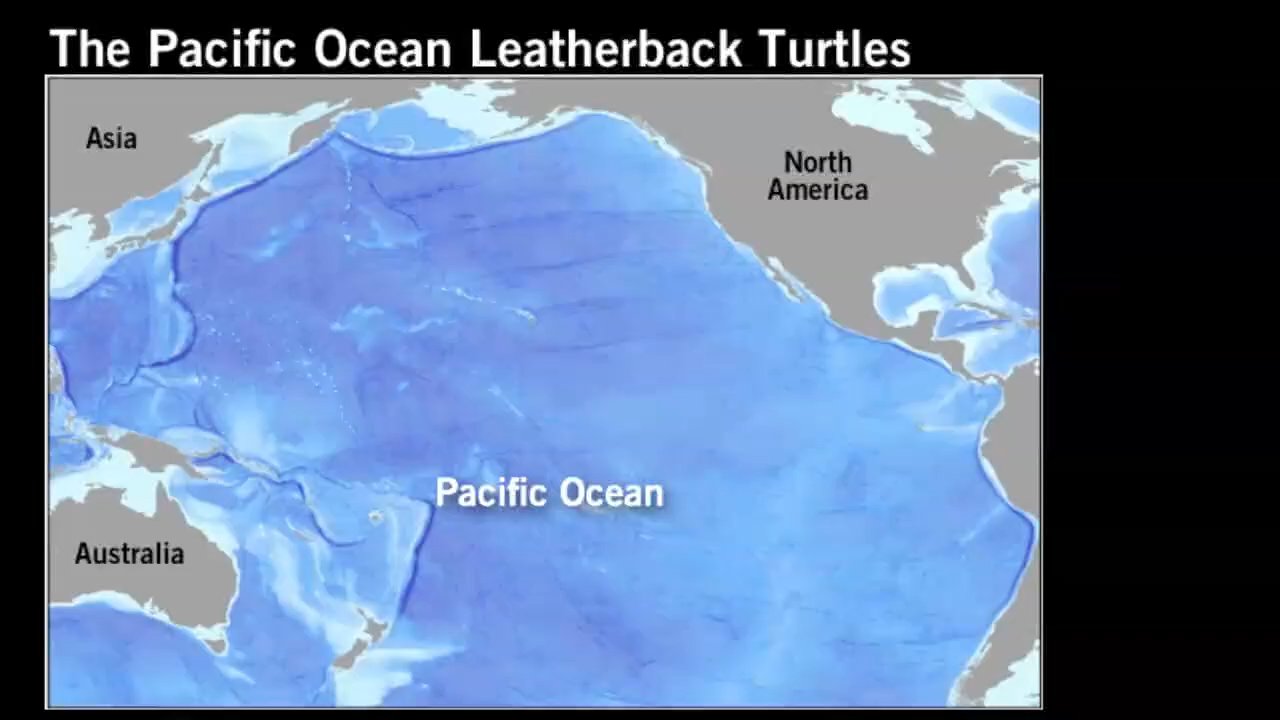 The Pacific Ocean Leatherback Turtles
Asia
North
America
Pacific Ocean
Australia